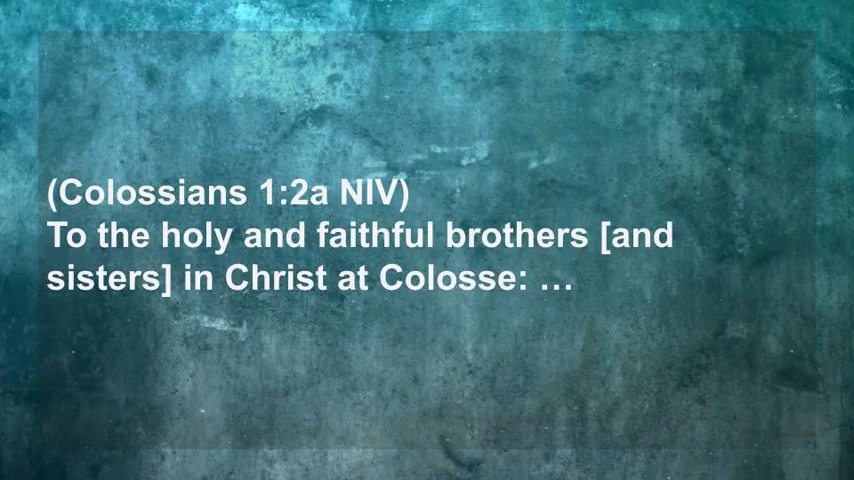 (Colossians 1:2a NIV)
To the holy and faithful brothers [and
sisters] in Christ at Colosse: …